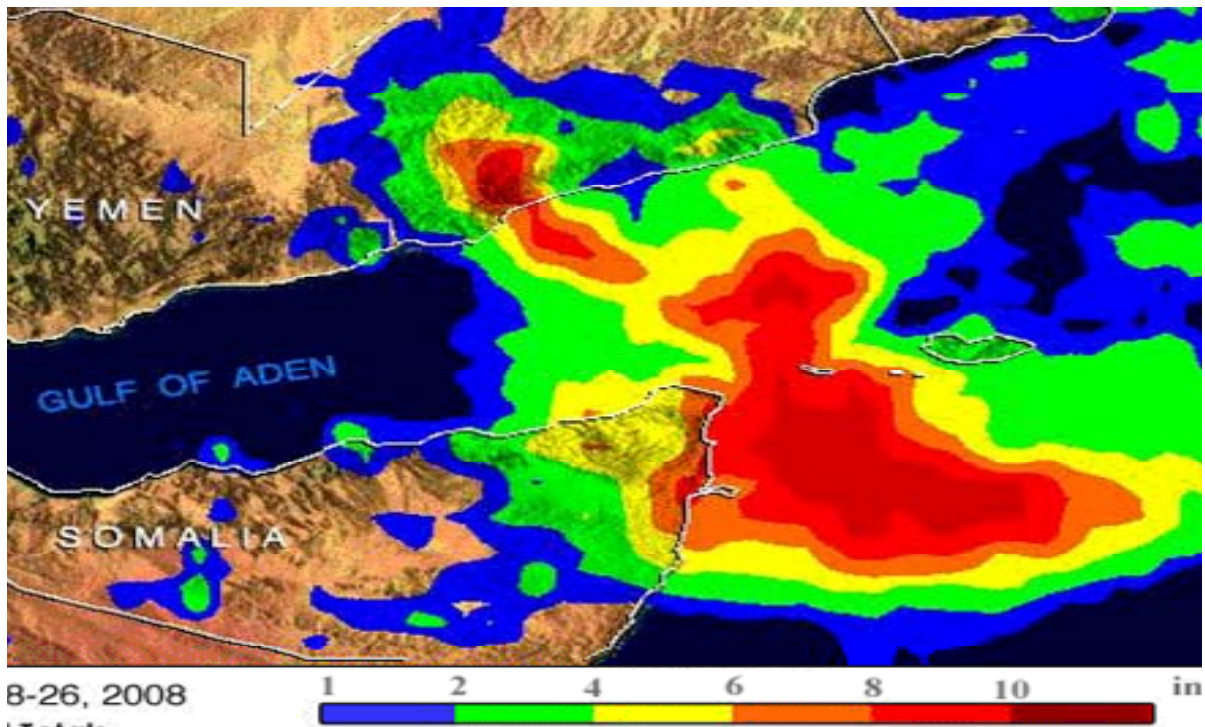 YEMEN
GULF OF ADEN
SOMALIA
8-26, 2008
1 2 4 6 8 10 in